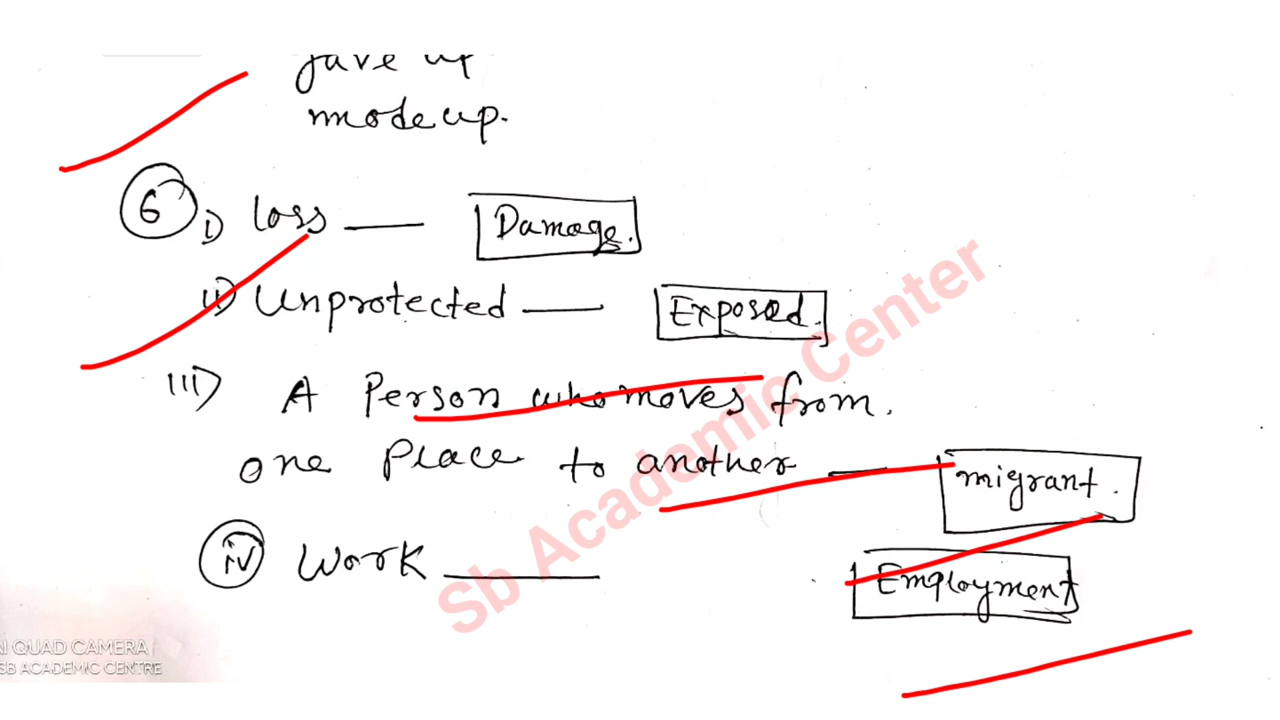 gave up
made up.
6 i) loss — Damage.
ii) Unprotected — Exposed.
III) A Person who moves from.
one Place to another — migrant.
iv Work — Employment
Sb Academic Center
AI QUAD CAMERA
SB ACADEMIC CENTRE